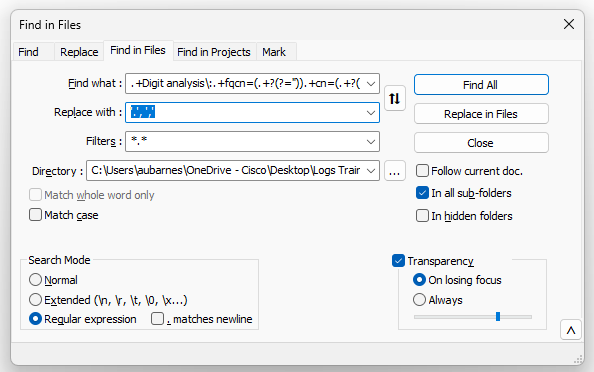 Find in Files
Find Replace Find in Files Find in Projects Mark
Find what : .+Digit analysis\:.+fqcn=(.+?(?=")).+cn=(.+?(
Find All
Replace with : '.','.'
Replace in Files
Filters : *.*
Close
Directory : C:\Users\aubarnes\OneDrive - Cisco\Desktop\Logs Trair
...
Follow current doc.
Match whole word only
In all sub-folders
Match case
In hidden folders
Search Mode
Transparency
Normal
On losing focus
Extended (\n, \r, \t, \0, \x...)
Always
Regular expression
. matches newline